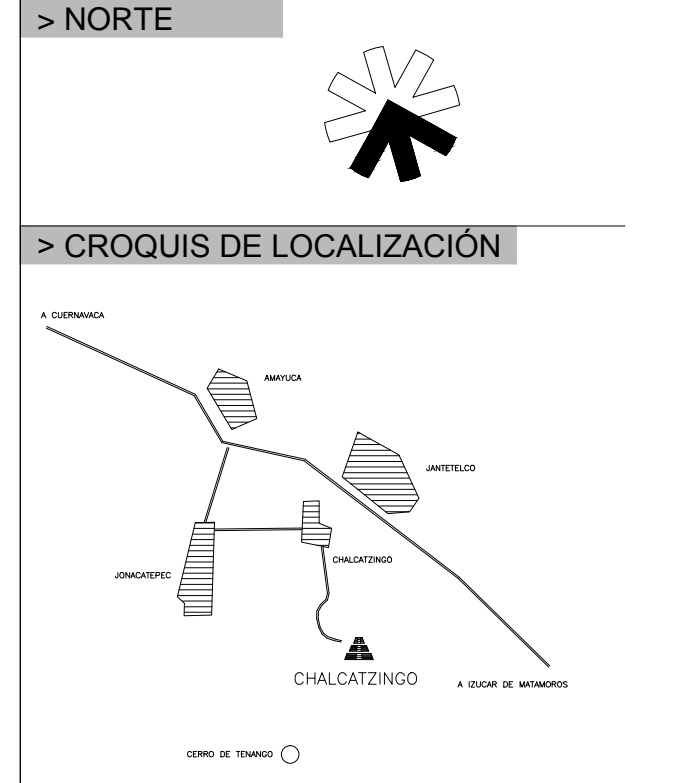 > NORTE
> CROQUIS DE LOCALIZACIÓN
A CUERNAVACA
AMAYUCA
JANTETELCO
CHALCATZINGO
JONACATEPEC
CHALCATZINGO
A IZUCAR DE MATAMOROS
CERRO DE TENANGO